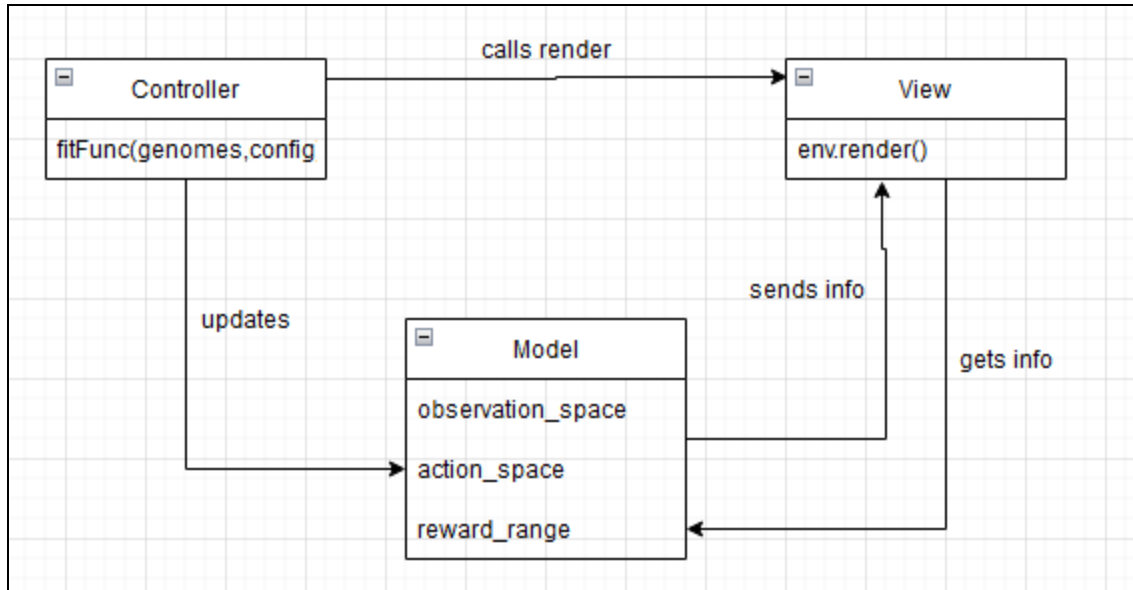 calls render
Controller
View
fitFunc(genomes,config
env.render()
sends info
updates
gets info
Model
observation_space
action_space
reward_range